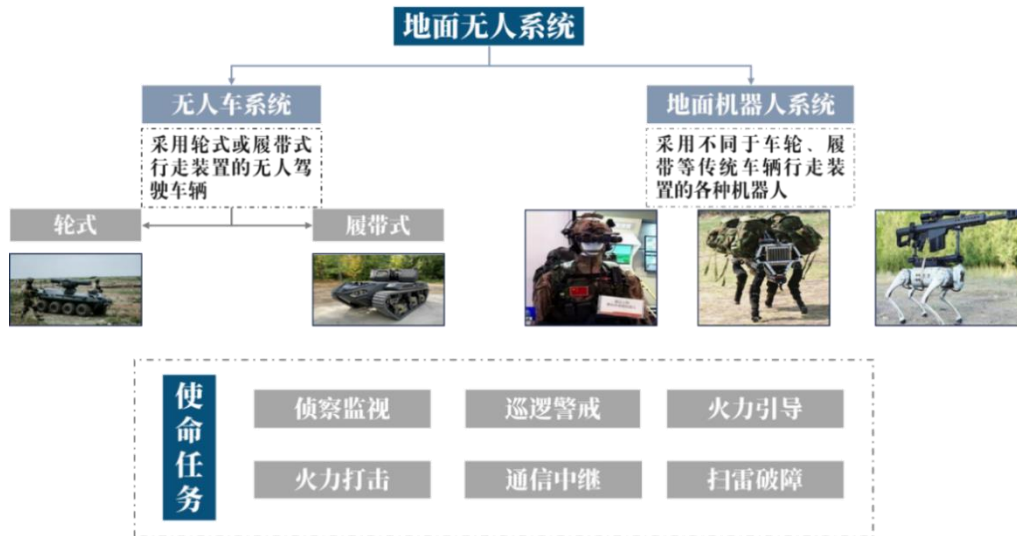 地面无人系统
无人车系统
地面机器人系统
采用轮式或履带式
行走装置的无人驾
驶车辆
采用不同于车轮、履
带等传统车辆行走装
置的各种机器人
轮式
履带式
使命任务
侦察监视
巡逻警戒
火力引导
火力打击
通信中继
扫雷破障